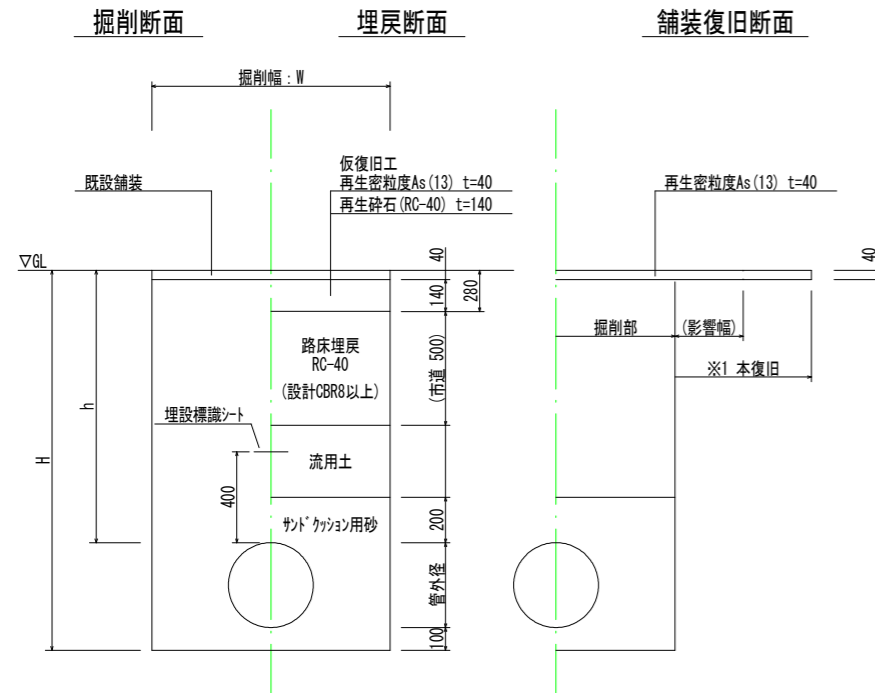 掘削断面
埋戻断面
舗装復旧断面
掘削幅：W
既設舗装
仮復旧工
再生密粒度As(13) t=40
再生砕石(RC-40) t=140
再生密粒度As(13) t=40
▽GL
40
140
280
40
路床埋戻
RC-40
(設計CBR8以上)
(市道 500)
掘削部
(影響幅)
※1 本復旧
埋設標識シート
h
H
400
流用土
サンドクッション用砂
200
管外径
100